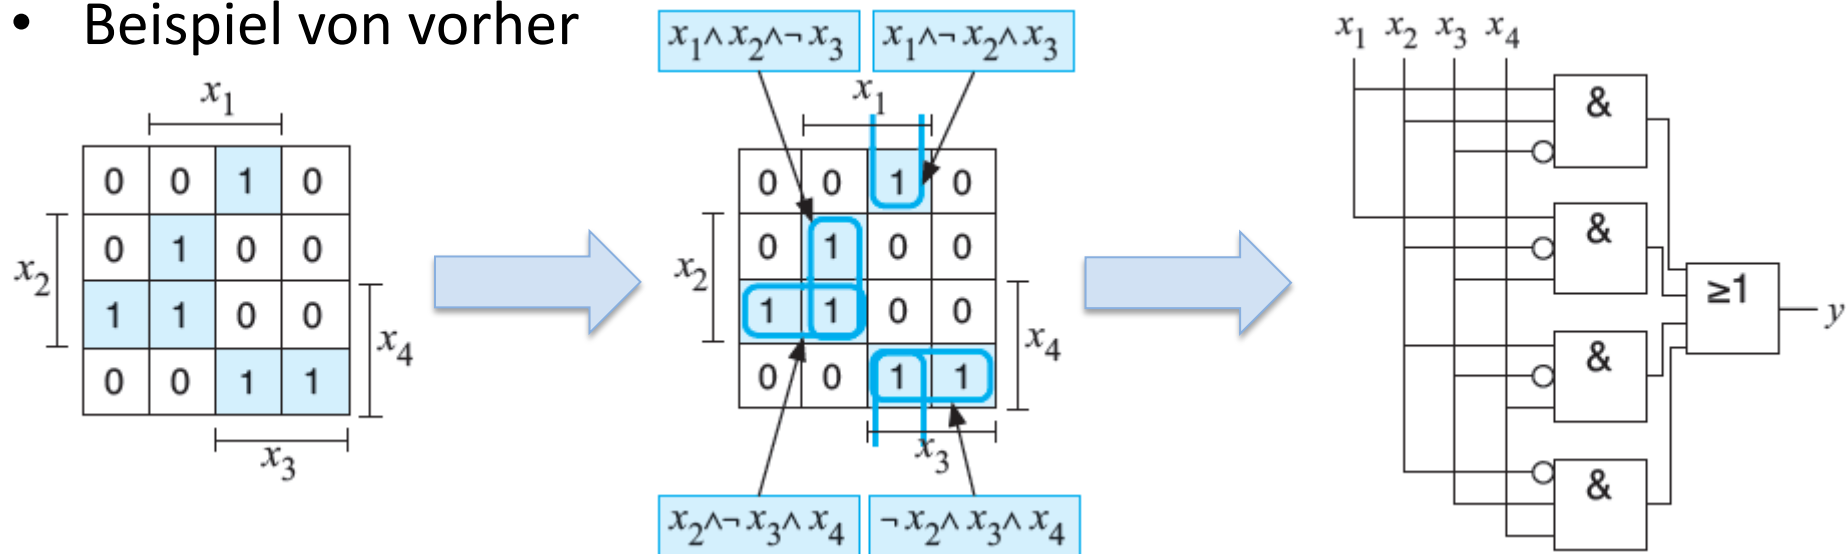 • Beispiel von vorher
x₁
0 0 1 0
x₂
0 1 0 0
1 1 0 0
x₄
0 0 1 1
x₃
x₁∧x₂∧¬x₃
x₁∧¬x₂∧x₃
x₁
0 0 1 0
x₂
0 1 0 0
1 1 0 0
x₄
0 0 1 1
x₃
x₂∧¬x₃∧x₄
¬x₂∧x₃∧x₄
x₁ x₂ x₃ x₄
&
&
≥1
y
&
&